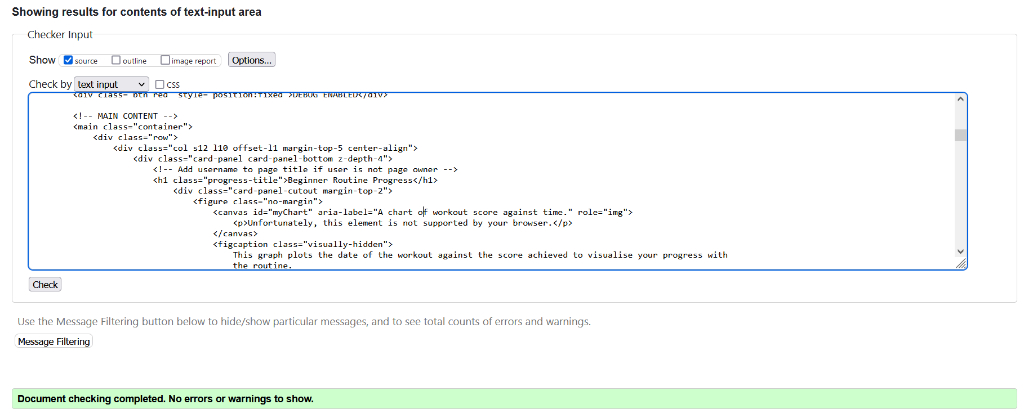 Showing results for contents of text-input area
Checker Input
Show source outline image report Options...
Check by text input css
<div class="btn red" style="position:fixed">DEBUG ENABLED</div>
<!-- MAIN CONTENT -->
<main class="container">
<div class="row">
<div class="col s12 l10 offset-l1 margin-top-5 center-align">
<div class="card-panel card-panel-bottom z-depth-4">
<!-- Add username to page title if user is not page owner -->
<h1 class="progress-title">Beginner Routine Progress</h1>
<div class="card-panel-cutout margin-top-2">
<figure class="no-margin">
<canvas id="myChart" aria-label="A chart of workout score against time." role="img">
<p>Unfortunately, this element is not supported by your browser.</p>
</canvas>
<figcaption class="visually-hidden">
This graph plots the date of the workout against the score achieved to visualise your progress with
the routine.
Check
Use the Message Filtering button below to hide/show particular messages, and to see total counts of errors and warnings.
Message Filtering
Document checking completed. No errors or warnings to show.